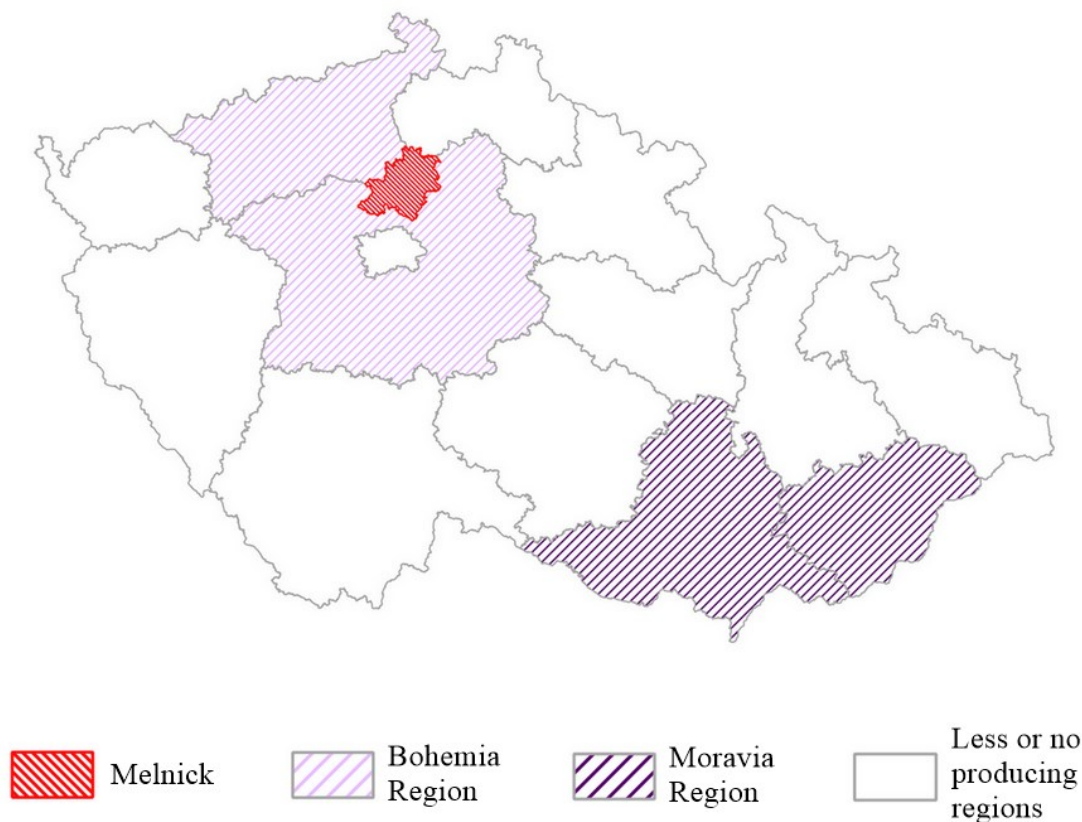 Melnick
Bohemia
Region
Moravia
Region
Less or no
producing
regions